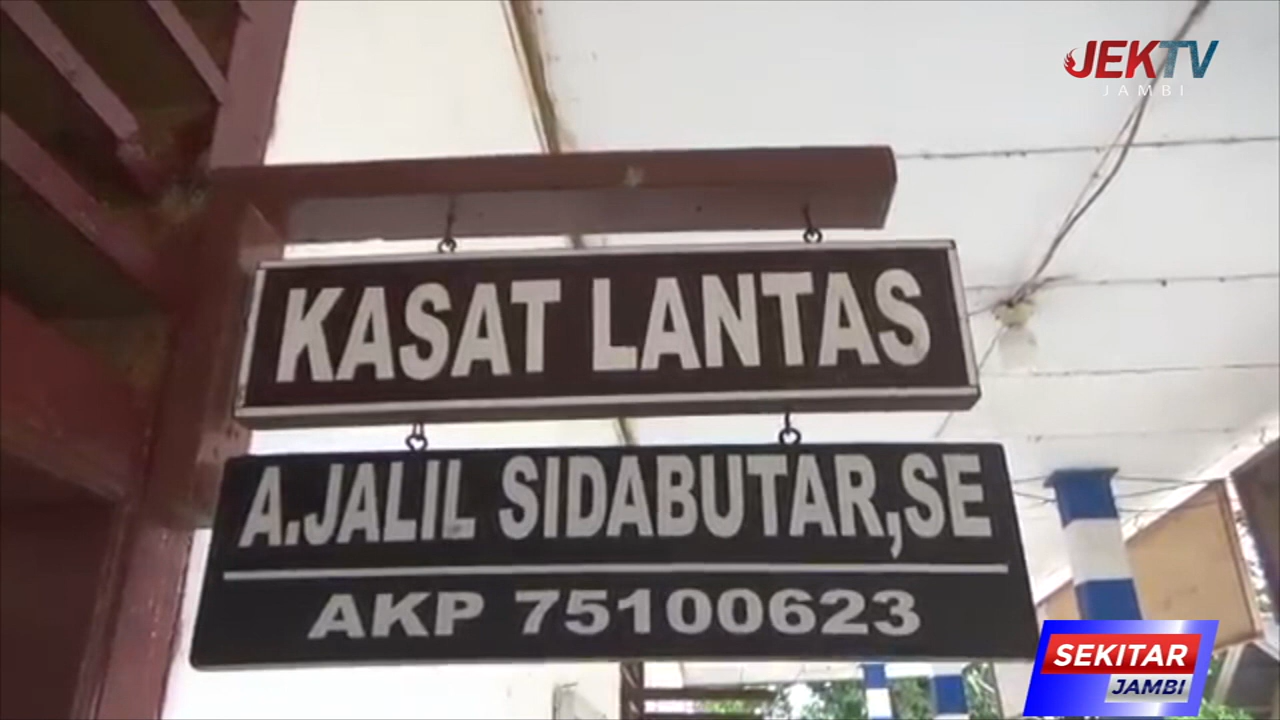 JEKTV
JAMBI
KASAT LANTAS
A.JALIL SIDABUTAR,SE
AKP 75100623
SEKITAR
JAMBI